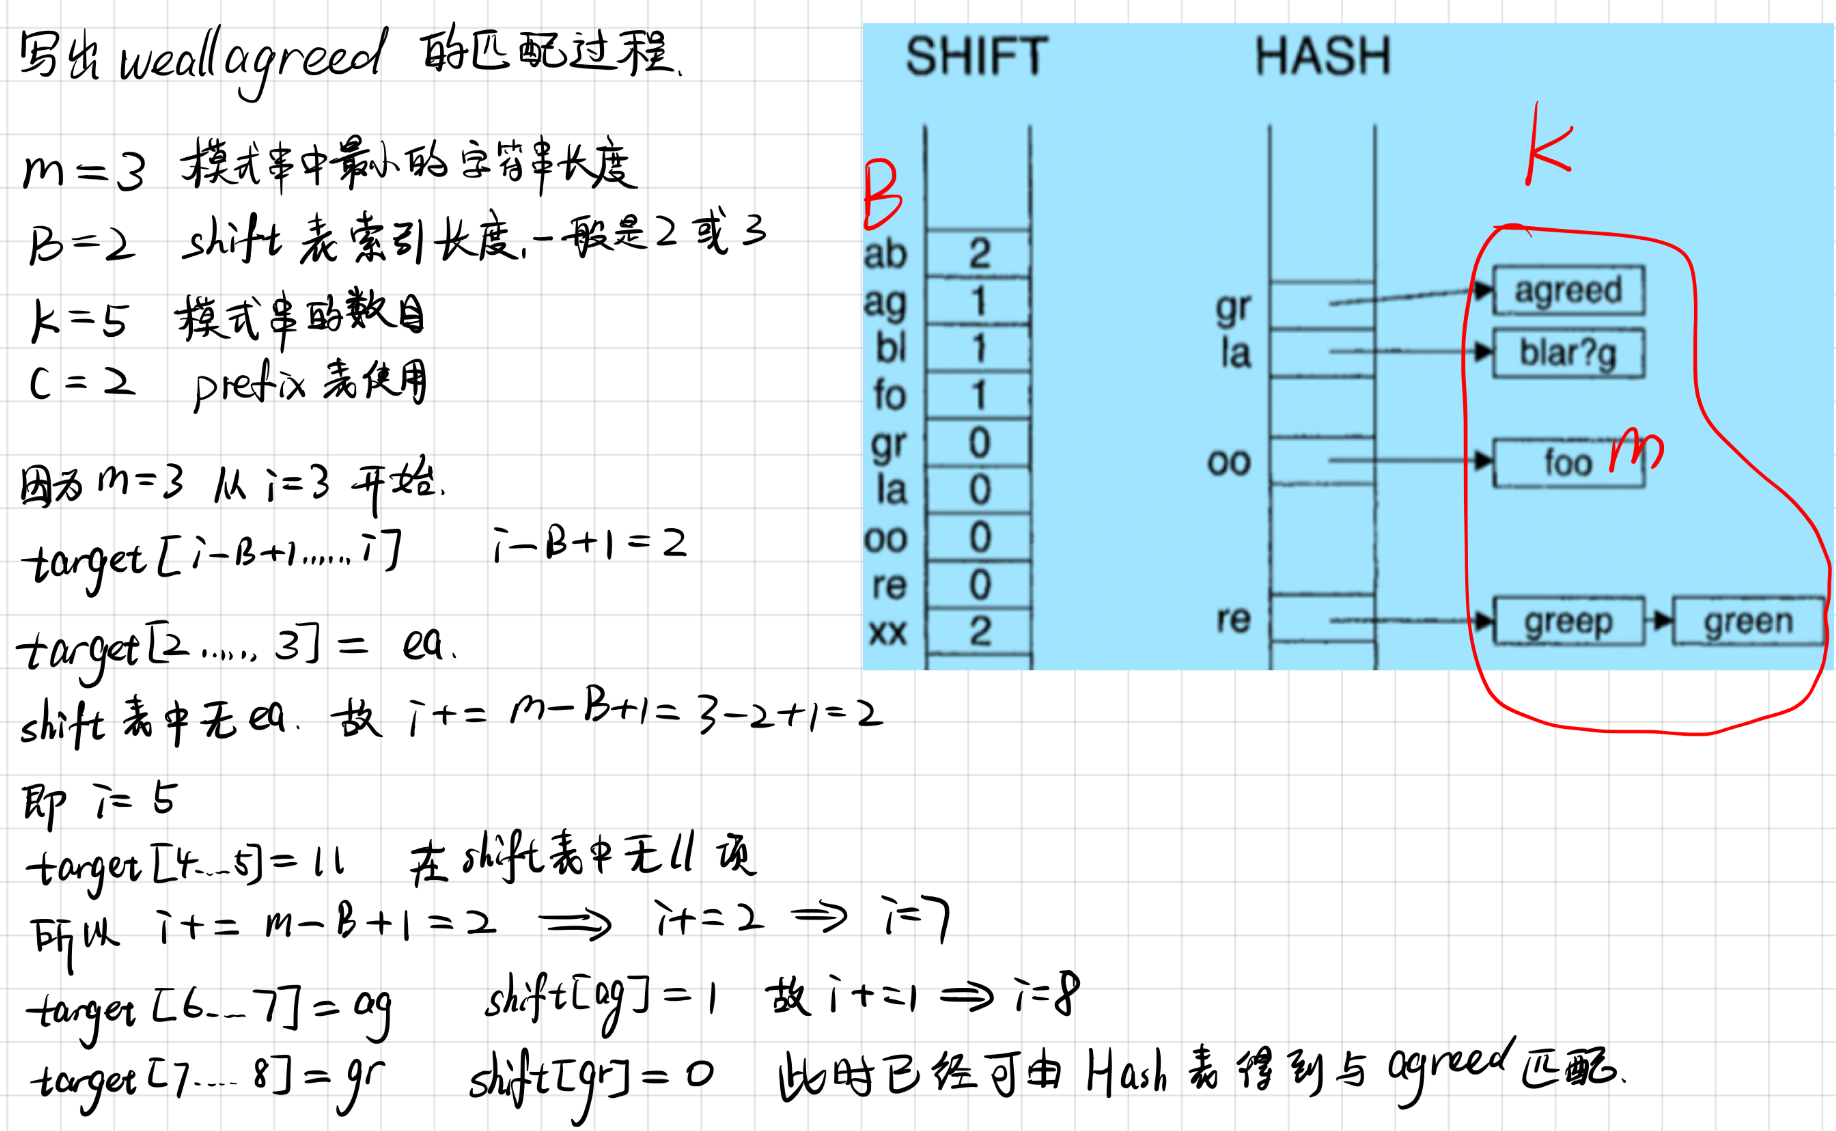 写出 weallagreed 的匹配过程.
m=3 模式串中最小的字符串长度
B=2 shift 表索引长度,一般是2或3
k=5 模式串的数目
C=2 prefix 表使用
因为 m=3 从 i=3 开始.
target[i-B+1......i] i-B+1=2
target[2....., 3] = ea.
shift 表中无 ea. 故 i+= m-B+1=3-2+1=2
即 i=5
target[4...5]=ll 在 shift表中无 ll 项
所以 i+= m-B+1=2 ⟹ i+=2 ⟹ i=7
target [6...7]=ag shift[ag]=1 故 i+=1 ⟹ i=8
target [7.... 8]=gr shift[gr]=0 此时已经可由 Hash 表得到与 agreed 匹配.
SHIFT HASH
B
k
ab 2
ag 1
bl 1
fo 1
gr 0
la 0
oo 0
re 0
xx 2
gr agreed
la blar?g
oo foo m
re greep green